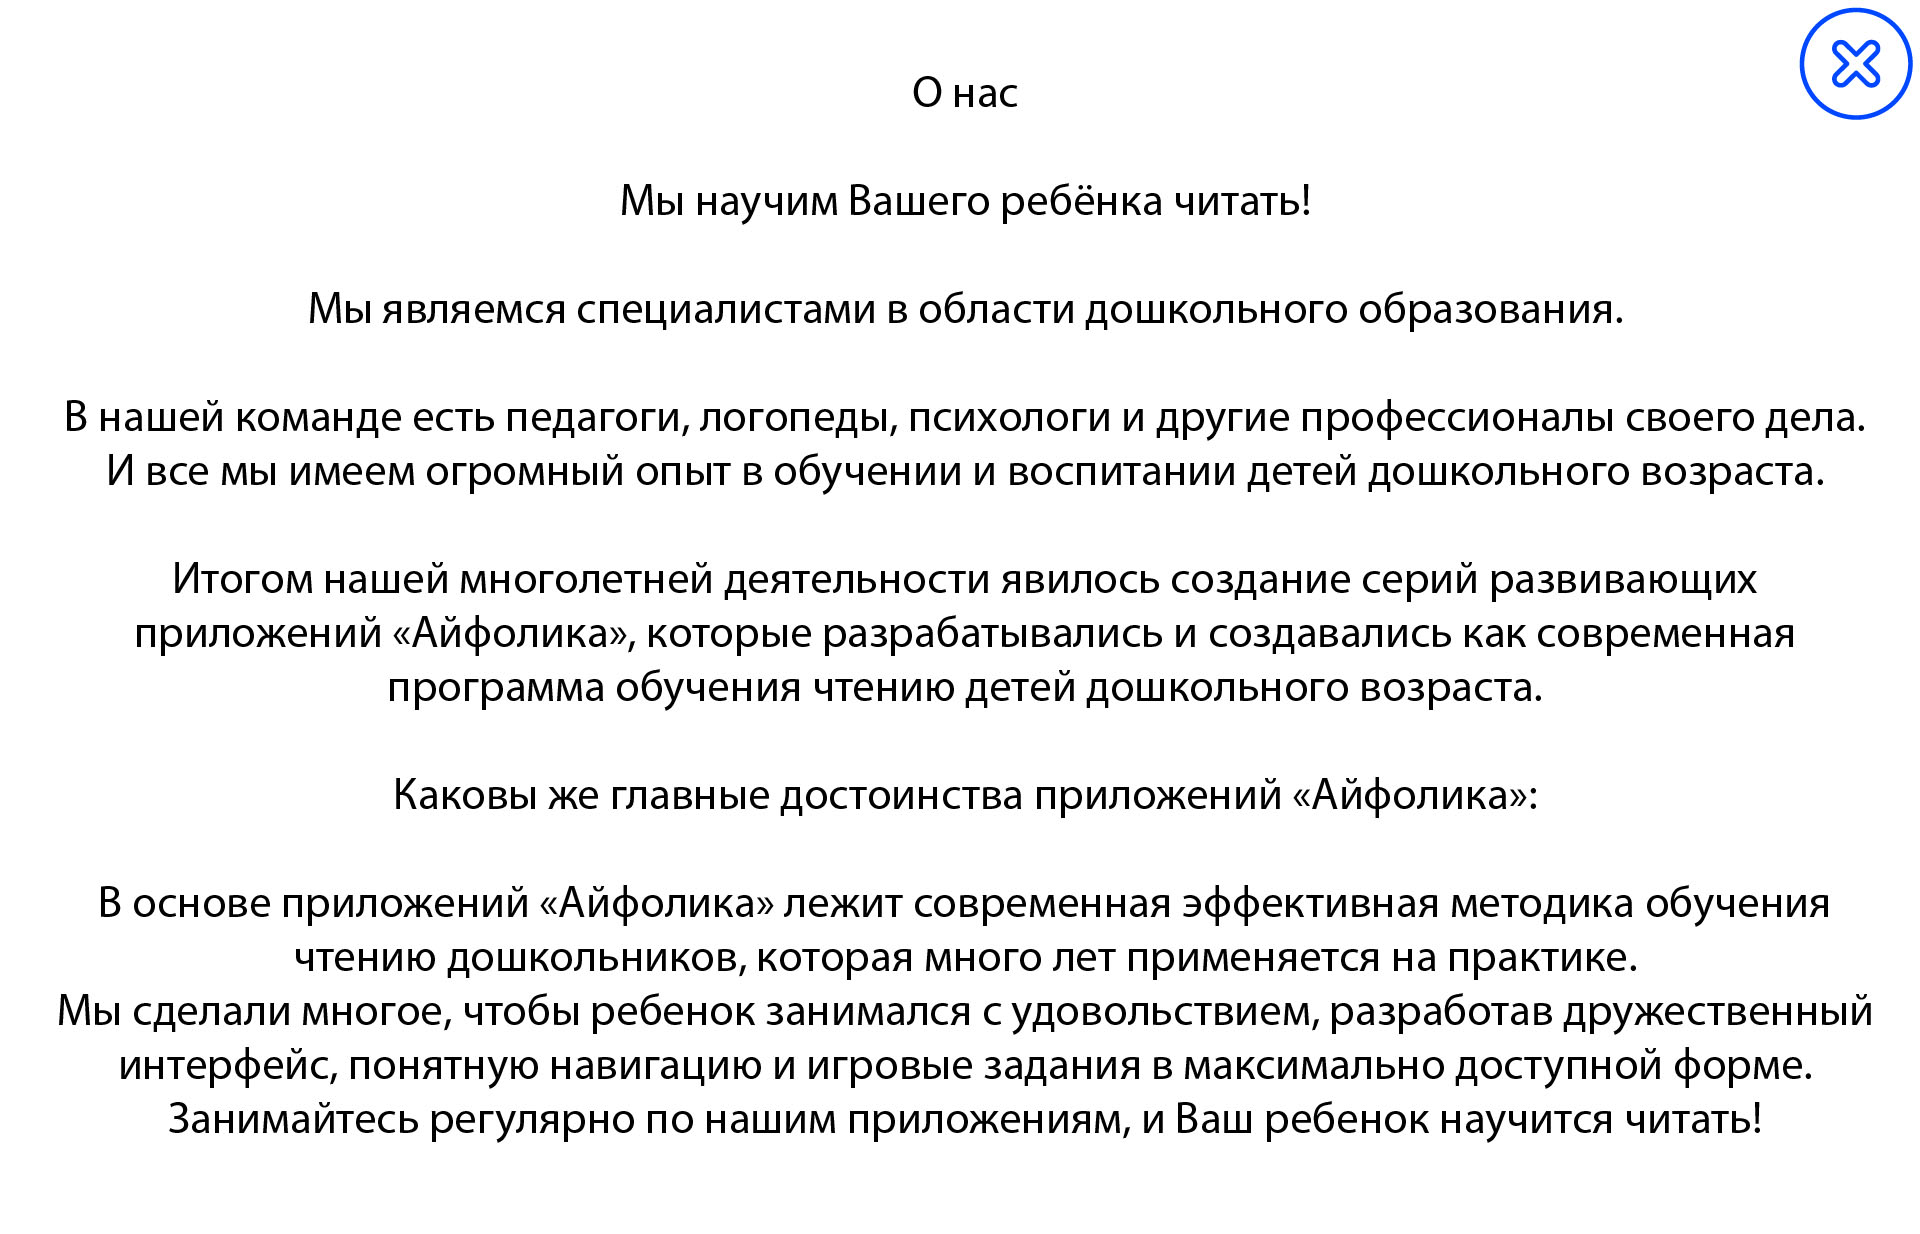 О нас
Мы научим Вашего ребёнка читать!
Мы являемся специалистами в области дошкольного образования.
В нашей команде есть педагоги, логопеды, психологи и другие профессионалы своего дела.
И все мы имеем огромный опыт в обучении и воспитании детей дошкольного возраста.
Итогом нашей многолетней деятельности явилось создание серий развивающих
приложений «Айфолика», которые разрабатывались и создавались как современная
программа обучения чтению детей дошкольного возраста.
Каковы же главные достоинства приложений «Айфолика»:
В основе приложений «Айфолика» лежит современная эффективная методика обучения
чтению дошкольников, которая много лет применяется на практике.
Мы сделали многое, чтобы ребенок занимался с удовольствием, разработав дружественный
интерфейс, понятную навигацию и игровые задания в максимально доступной форме.
Занимайтесь регулярно по нашим приложениям, и Ваш ребенок научится читать!